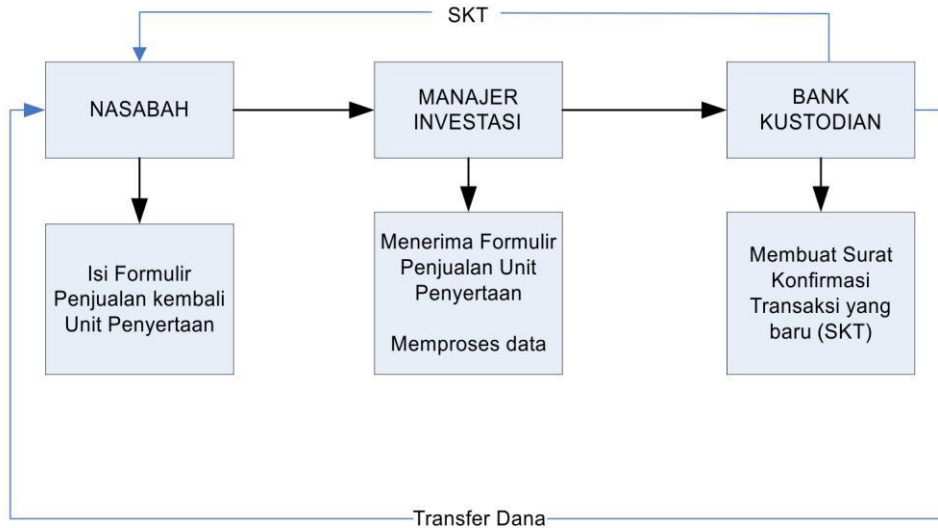 SKT
NASABAH
MANAJER
INVESTASI
BANK
KUSTODIAN
Isi Formulir
Penjualan kembali
Unit Penyertaan
Menerima Formulir
Penjualan Unit
Penyertaan
Memproses data
Membuat Surat
Konfirmasi
Transaksi yang
baru (SKT)
Transfer Dana